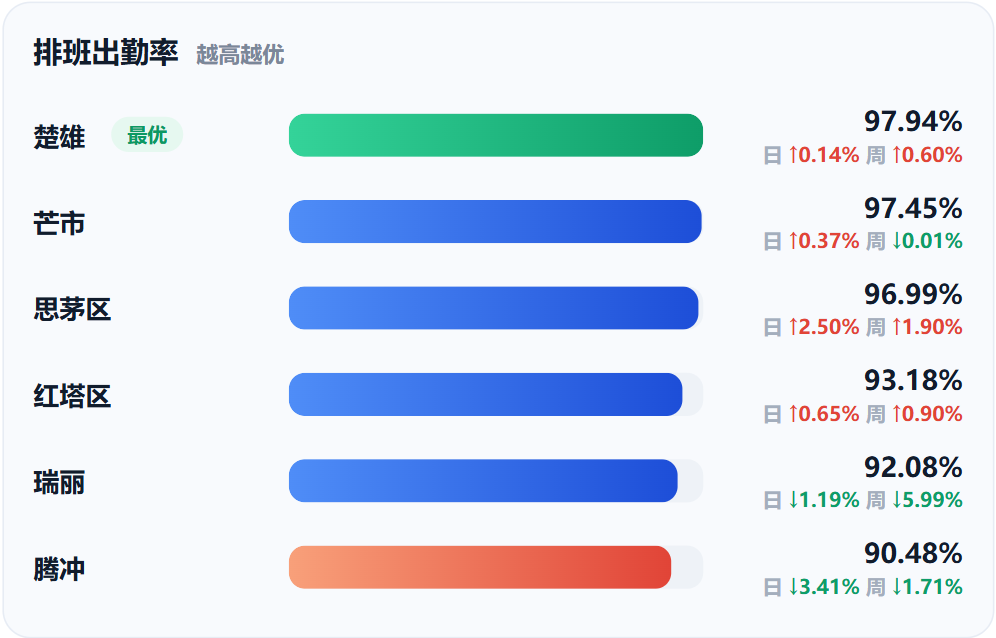 排班出勤率 越高越优
楚雄 最优 97.94%
日 ↑0.14% 周 ↑0.60%
芒市 97.45%
日 ↑0.37% 周 ↓0.01%
思茅区 96.99%
日 ↑2.50% 周 ↑1.90%
红塔区 93.18%
日 ↑0.65% 周 ↑0.90%
瑞丽 92.08%
日 ↓1.19% 周 ↓5.99%
腾冲 90.48%
日 ↓3.41% 周 ↓1.71%